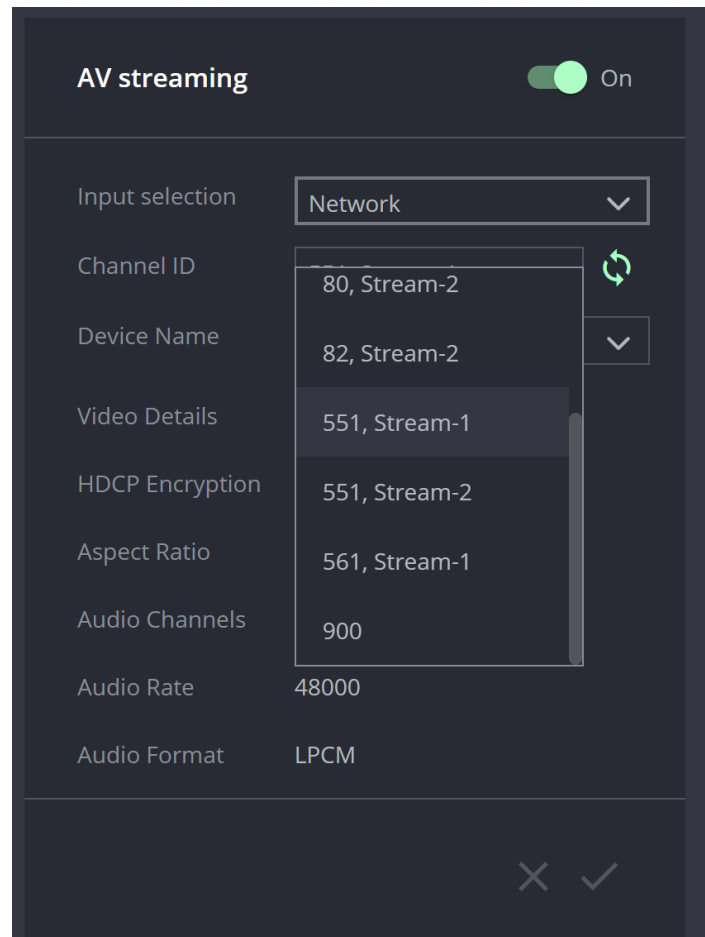 AV streaming
On
Input selection
Network
Channel ID
80, Stream-2
Device Name
82, Stream-2
Video Details
551, Stream-1
HDCP Encryption
551, Stream-2
Aspect Ratio
561, Stream-1
Audio Channels
900
Audio Rate
48000
Audio Format
LPCM